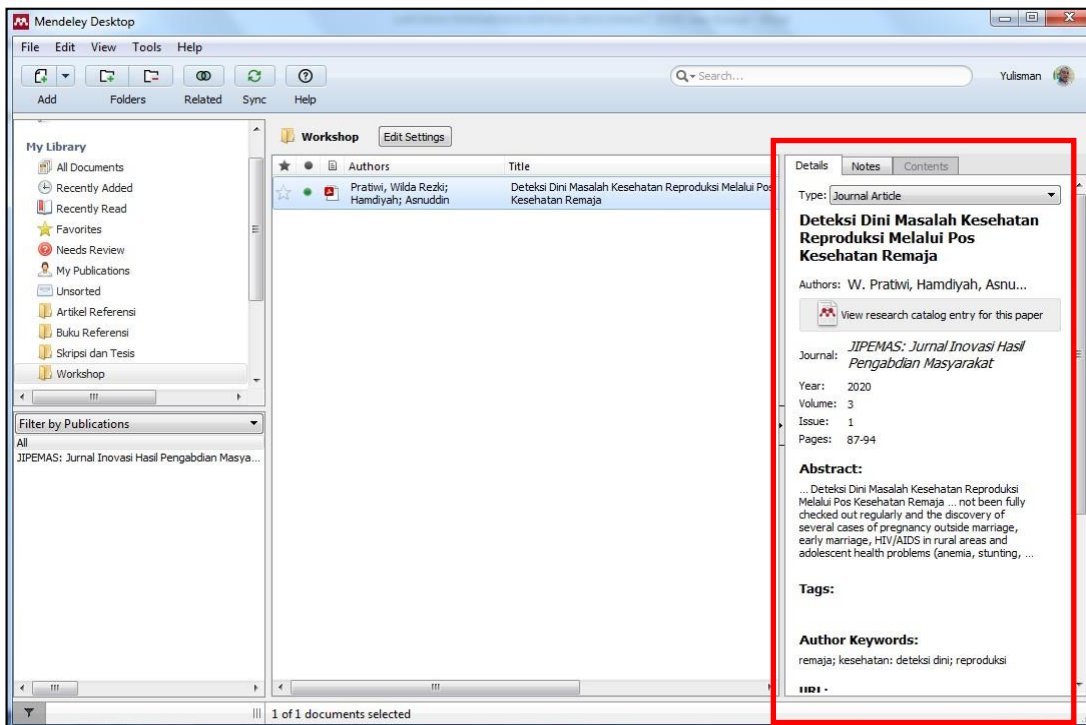 Mendeley Desktop
File Edit View Tools Help
Search...
Yulisman
Add Folders Related Sync Help
My Library
All Documents
Recently Added
Recently Read
Favorites
Needs Review
My Publications
Unsorted
Artikel Referensi
Buku Referensi
Skripsi dan Tesis
Workshop
Filter by Publications
All
JIPEMAS: Jurnal Inovasi Hasil Pengabdian Masya...
Workshop Edit Settings
Authors Title
Pratiwi, Wilda Rezki; Deteksi Dini Masalah Kesehatan Reproduksi Melalui Pos
Hamdiyah; Asnuddin Kesehatan Remaja
Details Notes Contents
Type: Journal Article
Deteksi Dini Masalah Kesehatan
Reproduksi Melalui Pos
Kesehatan Remaja
Authors: W. Pratiwi, Hamdiyah, Asnu...
View research catalog entry for this paper
Journal: JIPEMAS: Jurnal Inovasi Hasil
Pengabdian Masyarakat
Year: 2020
Volume: 3
Issue: 1
Pages: 87-94
Abstract:
... Deteksi Dini Masalah Kesehatan Reproduksi
Melalui Pos Kesehatan Remaja ... not been fully
checked out regularly and the discovery of
several cases of pregnancy outside marriage,
early marriage, HIV/AIDS in rural areas and
adolescent health problems (anemia, stunting, ...
Tags:
Author Keywords:
remaja; kesehatan: deteksi dini; reproduksi
URL:
1 of 1 documents selected